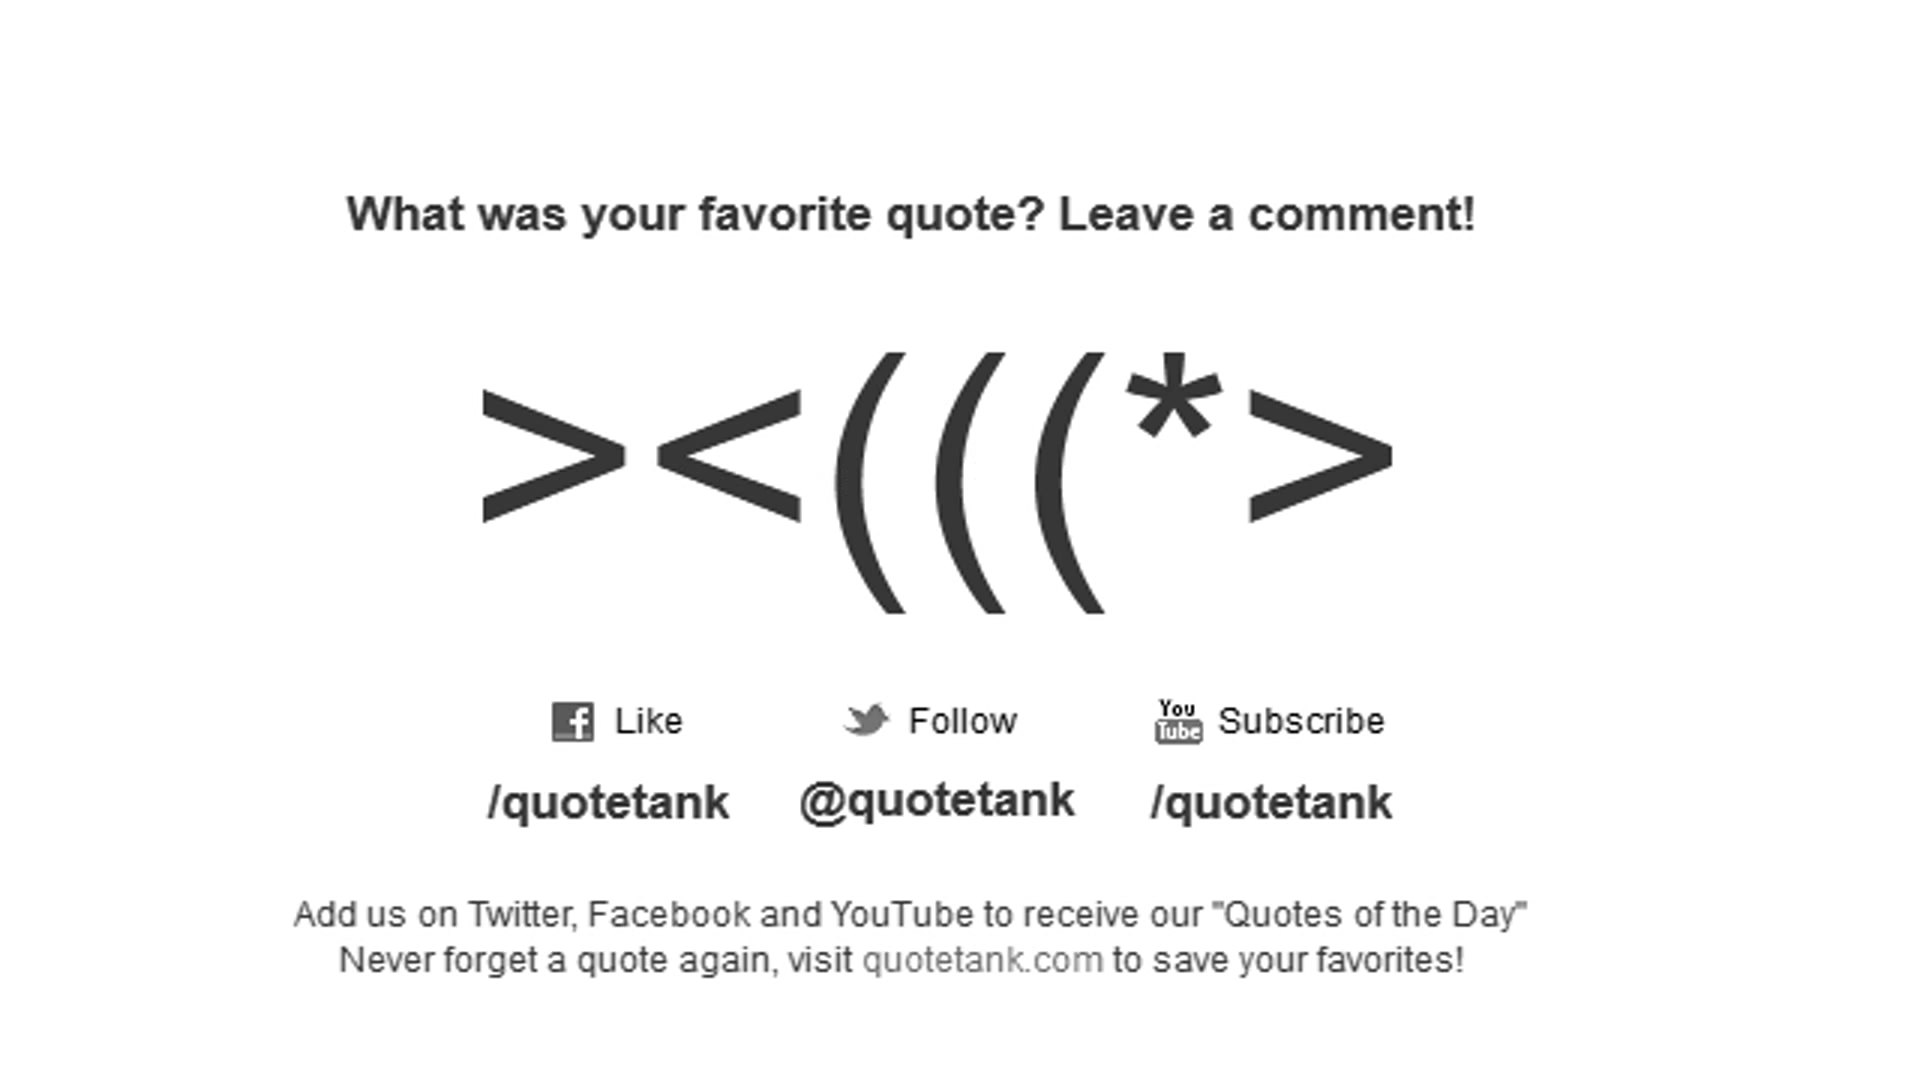 What was your favorite quote? Leave a comment!
><(((*>
f Like Follow You Tube Subscribe
/quotetank @quotetank /quotetank
Add us on Twitter, Facebook and YouTube to receive our "Quotes of the Day"
Never forget a quote again, visit quotetank.com to save your favorites!